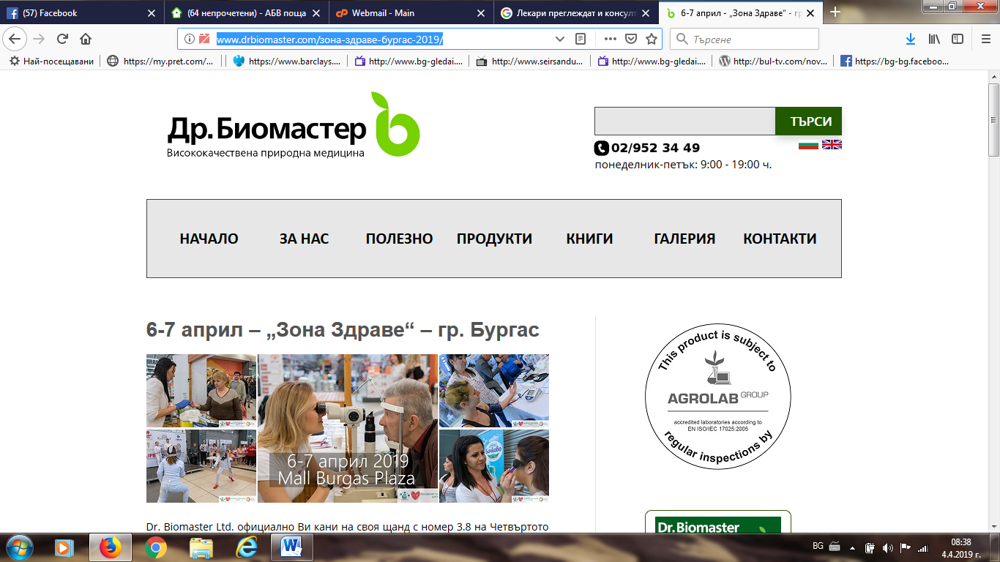 (57) Facebook
(64 непрочетени) - АБВ поща
Webmail - Main
Лекари преглеждат и консулт
6-7 април - „Зона Здраве“ - гр
www.drbiomaster.com/зона-здраве-бургас-2019/
Търсене
Най-посещавани
https://my.pret.com/...
https://www.barclays....
http://www.bg-gledai....
http://www.seirsandu...
http://www.bg-gledai....
http://bul-tv.com/nov...
https://bg-bg.faceboo...
Др.Биомастер
Висококачествена природна медицина
ТЪРСИ
02/952 34 49
понеделник-петък: 9:00 - 19:00 ч.
НАЧАЛО
ЗА НАС
ПОЛЕЗНО
ПРОДУКТИ
КНИГИ
ГАЛЕРИЯ
КОНТАКТИ
6-7 април – „Зона Здраве“ – гр. Бургас
6-7 април 2019
Mall Burgas Plaza
Бочково
Dr. Biomaster Ltd. официално Ви кани на своя щанд с номер 3.8 на Четвъртото
This product is subject to
AGROLAB GROUP
accredited laboratories according to
EN ISO/IEC 17025:2005
regular inspections by
Dr.Biomaster
BG
08:38
4.4.2019 г.